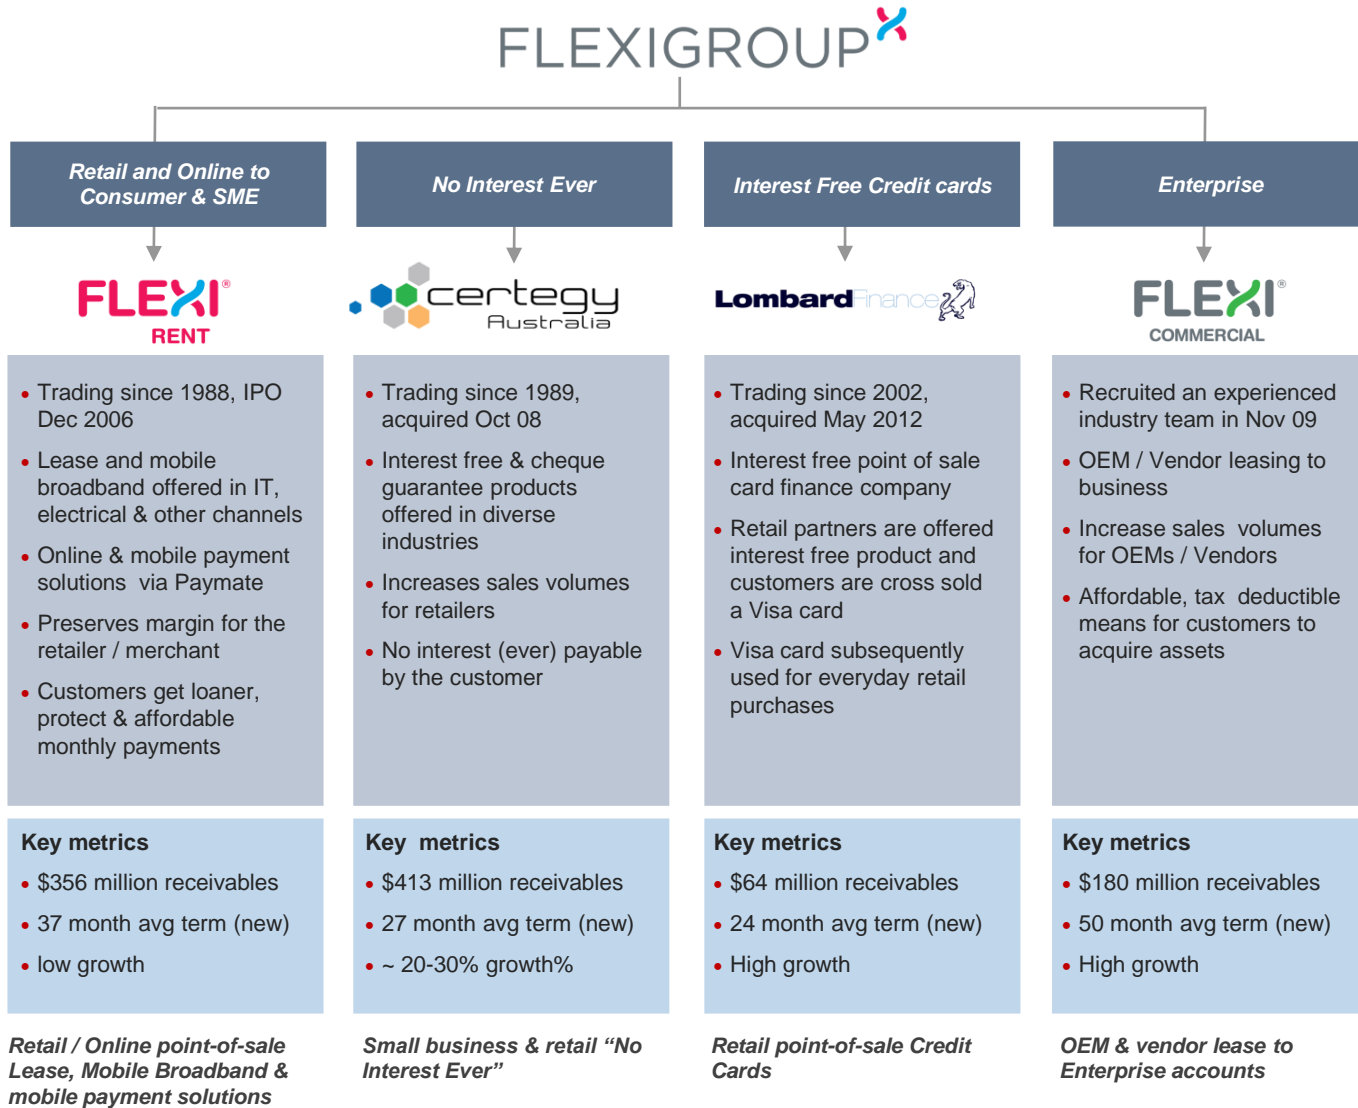 FLEXIGROUP
Retail and Online to
Consumer & SME
FLEXI®
RENT
• Trading since 1988, IPO
Dec 2006
• Lease and mobile
broadband offered in IT,
electrical & other channels
• Online & mobile payment
solutions via Paymate
• Preserves margin for the
retailer / merchant
• Customers get loaner,
protect & affordable
monthly payments
Key metrics
• $356 million receivables
• 37 month avg term (new)
• low growth
Retail / Online point-of-sale
Lease, Mobile Broadband &
mobile payment solutions
No Interest Ever
certegy
Australia
• Trading since 1989,
acquired Oct 08
• Interest free & cheque
guarantee products
offered in diverse
industries
• Increases sales volumes
for retailers
• No interest (ever) payable
by the customer
Key metrics
• $413 million receivables
• 27 month avg term (new)
• ~ 20-30% growth%
Small business & retail “No
Interest Ever”
Interest Free Credit cards
LombardFinance
• Trading since 2002,
acquired May 2012
• Interest free point of sale
card finance company
• Retail partners are offered
interest free product and
customers are cross sold
a Visa card
• Visa card subsequently
used for everyday retail
purchases
Key metrics
• $64 million receivables
• 24 month avg term (new)
• High growth
Retail point-of-sale Credit
Cards
Enterprise
FLEXI®
COMMERCIAL
• Recruited an experienced
industry team in Nov 09
• OEM / Vendor leasing to
business
• Increase sales volumes
for OEMs / Vendors
• Affordable, tax deductible
means for customers to
acquire assets
Key metrics
• $180 million receivables
• 50 month avg term (new)
• High growth
OEM & vendor lease to
Enterprise accounts